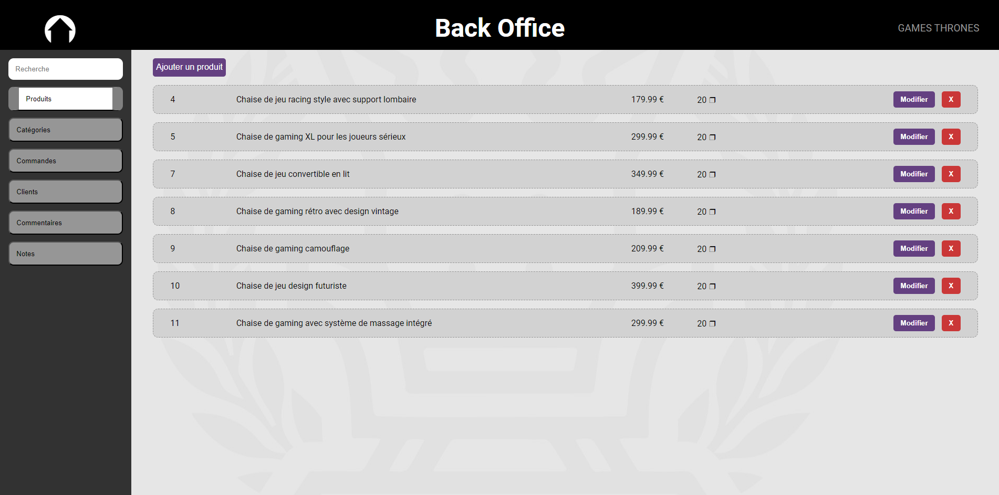 Back Office
GAMES THRONES
Recherche
Produits
Catégories
Commandes
Clients
Commentaires
Notes
Ajouter un produit
4 Chaise de jeu racing style avec support lombaire 179.99 € 20 ❐ Modifier X
5 Chaise de gaming XL pour les joueurs sérieux 299.99 € 20 ❐ Modifier X
7 Chaise de jeu convertible en lit 349.99 € 20 ❐ Modifier X
8 Chaise de gaming rétro avec design vintage 189.99 € 20 ❐ Modifier X
9 Chaise de gaming camouflage 209.99 € 20 ❐ Modifier X
10 Chaise de jeu design futuriste 399.99 € 20 ❐ Modifier X
11 Chaise de gaming avec système de massage intégré 299.99 € 20 ❐ Modifier X